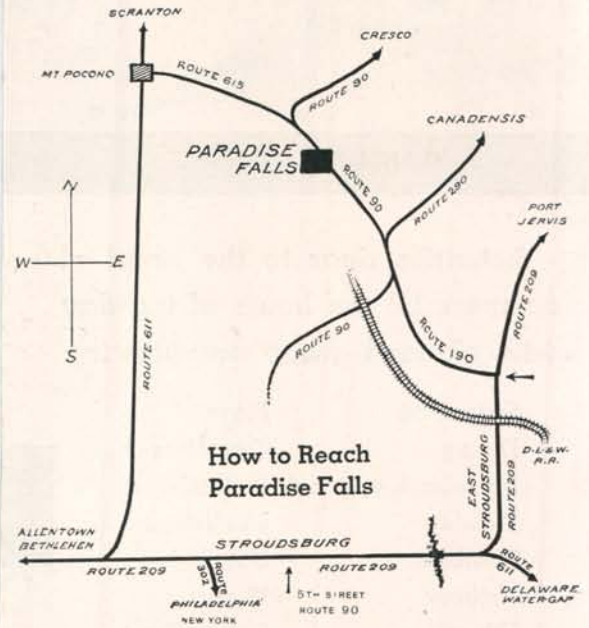 SCRANTON
MT POCONO
ROUTE 615
CRESCO
ROUTE 90
CANADENSIS
PARADISE
FALLS
ROUTE 90
ROUTE 290
PORT
JERVIS
N
W
E
S
ROUTE 611
ROUTE 209
ROUTE 90
ROUTE 190
How to Reach
Paradise Falls
D-L-&-W.
R.R.
EAST
STROUDSBURG
ROUTE 209
ALLENTOWN
BETHLEHEM
STROUDSBURG
ROUTE 209
ROUTE
302
ROUTE 209
ROUTE
611
PHILADELPHIA
NEW YORK
5TH STREET
ROUTE 90
DELAWARE
WATER-GAP